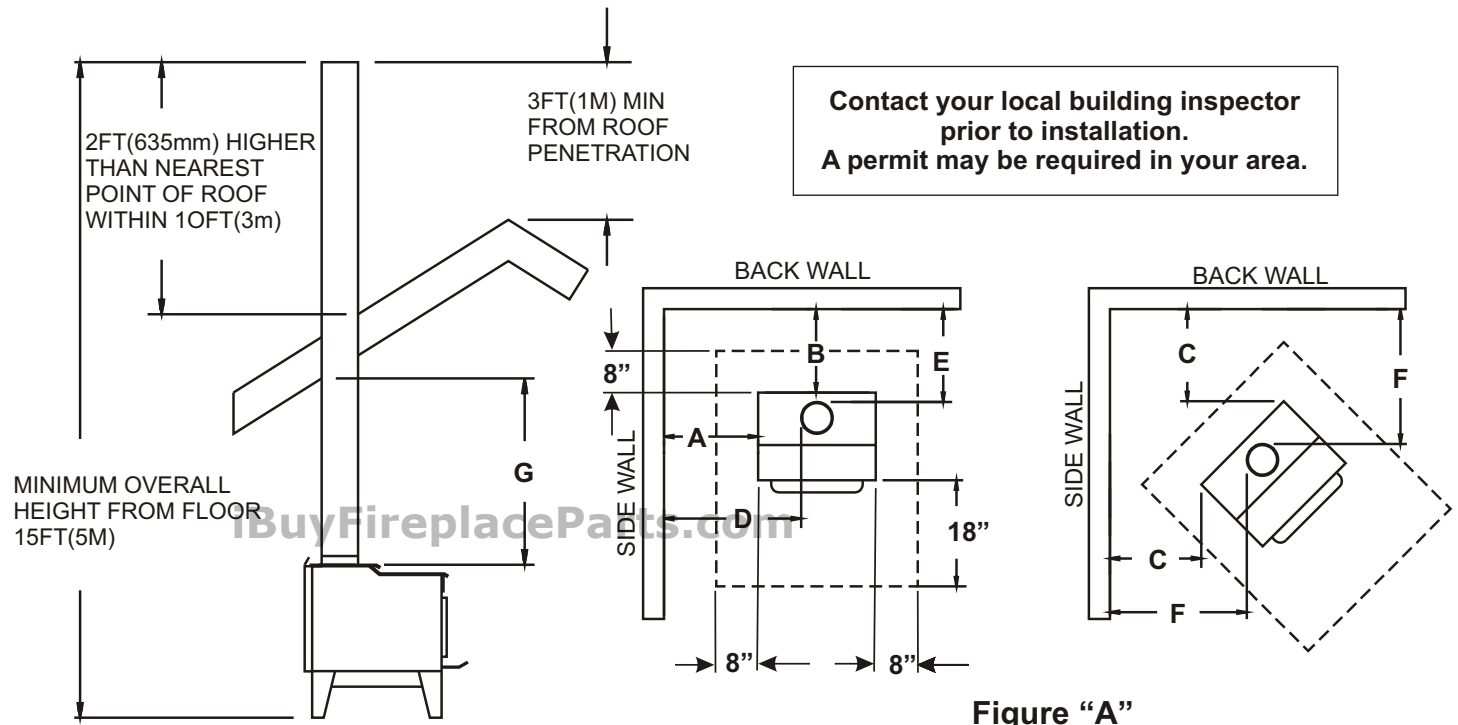 2FT(635mm) HIGHER
THAN NEAREST
POINT OF ROOF
WITHIN 1OFT(3m)
3FT(1M) MIN
FROM ROOF
PENETRATION
Contact your local building inspector
prior to installation.
A permit may be required in your area.
MINIMUM OVERALL
HEIGHT FROM FLOOR
15FT(5M)
G
iBuyFireplaceParts.com
BACK WALL
SIDE WALL
8”
B
E
A
D
18”
8”
8”
BACK WALL
SIDE WALL
C
F
C
F
Figure “A”